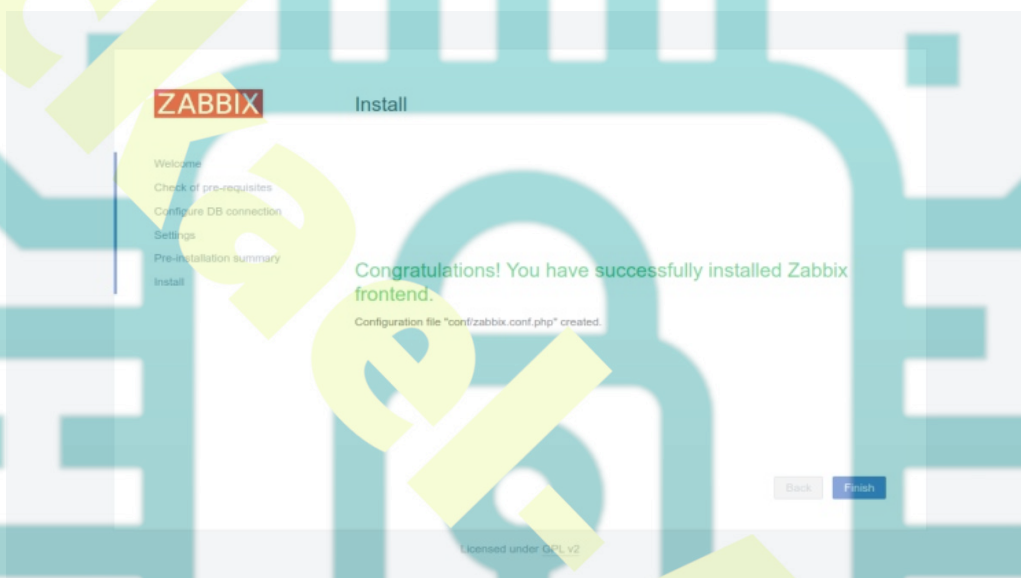 ZABBIX
Install
Welcome
Check of pre-requisites
Configure DB connection
Settings
Pre-installation summary
Install
Congratulations! You have successfully installed Zabbix
frontend.
Configuration file "conf/zabbix.conf.php" created.
Back
Finish
Licensed under GPL v2